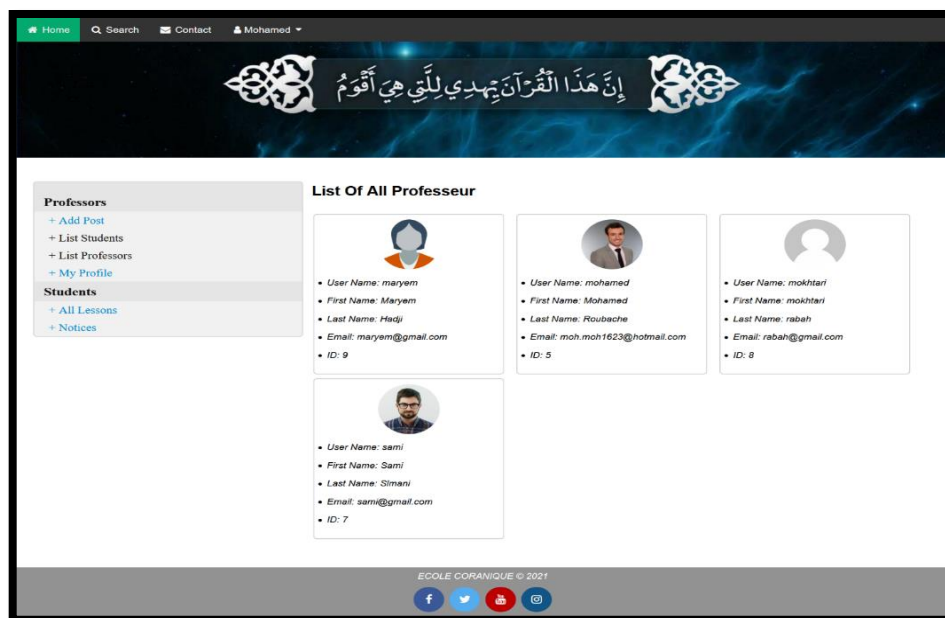 Home Search Contact Mohamed
إِنَّ هَذَا الْقُرْآنَ يَهْدِي لِلَّتِي هِيَ أَقْوَمُ
Professors
+ Add Post
+ List Students
+ List Professors
+ My Profile
Students
+ All Lessons
+ Notices
List Of All Professeur
• User Name: maryem
• First Name: Maryem
• Last Name: Hadji
• Email: maryem@gmail.com
• ID: 9
• User Name: mohamed
• First Name: Mohamed
• Last Name: Roubache
• Email: moh.moh1623@hotmail.com
• ID: 5
• User Name: mokhtari
• First Name: mokhtari
• Last Name: rabah
• Email: rabah@gmail.com
• ID: 8
• User Name: sami
• First Name: Sami
• Last Name: Slmani
• Email: sami@gmail.com
• ID: 7
ECOLE CORANIQUE © 2021